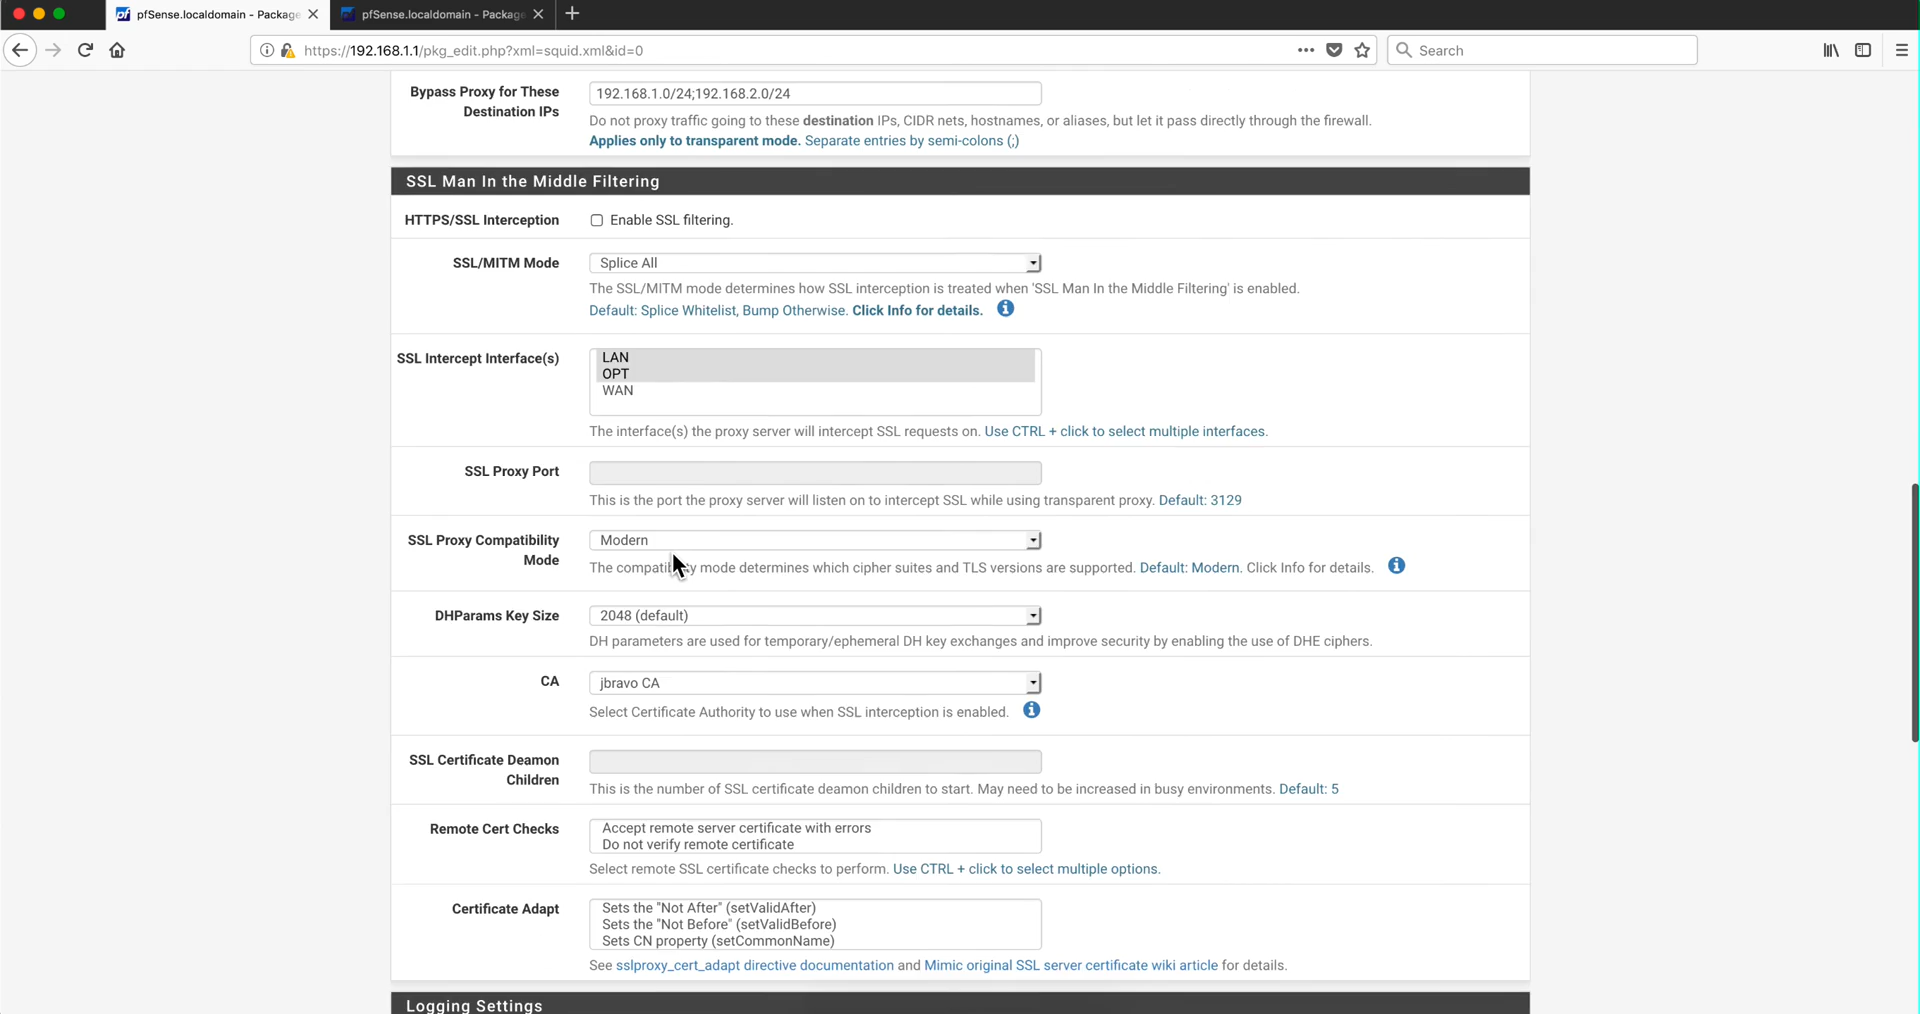 pfSense.localdomain - Package
pfSense.localdomain - Package
https://192.168.1.1/pkg_edit.php?xml=squid.xml&id=0
Search
Bypass Proxy for These
Destination IPs
192.168.1.0/24;192.168.2.0/24
Do not proxy traffic going to these destination IPs, CIDR nets, hostnames, or aliases, but let it pass directly through the firewall.
Applies only to transparent mode. Separate entries by semi-colons (;)
SSL Man In the Middle Filtering
HTTPS/SSL Interception
Enable SSL filtering.
SSL/MITM Mode
Splice All
The SSL/MITM mode determines how SSL interception is treated when 'SSL Man In the Middle Filtering' is enabled.
Default: Splice Whitelist, Bump Otherwise. Click Info for details.
SSL Intercept Interface(s)
LAN
OPT
WAN
The interface(s) the proxy server will intercept SSL requests on. Use CTRL + click to select multiple interfaces.
SSL Proxy Port
This is the port the proxy server will listen on to intercept SSL while using transparent proxy. Default: 3129
SSL Proxy Compatibility
Mode
Modern
The compatibility mode determines which cipher suites and TLS versions are supported. Default: Modern. Click Info for details.
DHParams Key Size
2048 (default)
DH parameters are used for temporary/ephemeral DH key exchanges and improve security by enabling the use of DHE ciphers.
CA
jbravo CA
Select Certificate Authority to use when SSL interception is enabled.
SSL Certificate Deamon
Children
This is the number of SSL certificate deamon children to start. May need to be increased in busy environments. Default: 5
Remote Cert Checks
Accept remote server certificate with errors
Do not verify remote certificate
Select remote SSL certificate checks to perform. Use CTRL + click to select multiple options.
Certificate Adapt
Sets the "Not After" (setValidAfter)
Sets the "Not Before" (setValidBefore)
Sets CN property (setCommonName)
See sslproxy_cert_adapt directive documentation and Mimic original SSL server certificate wiki article for details.
Logging Settings